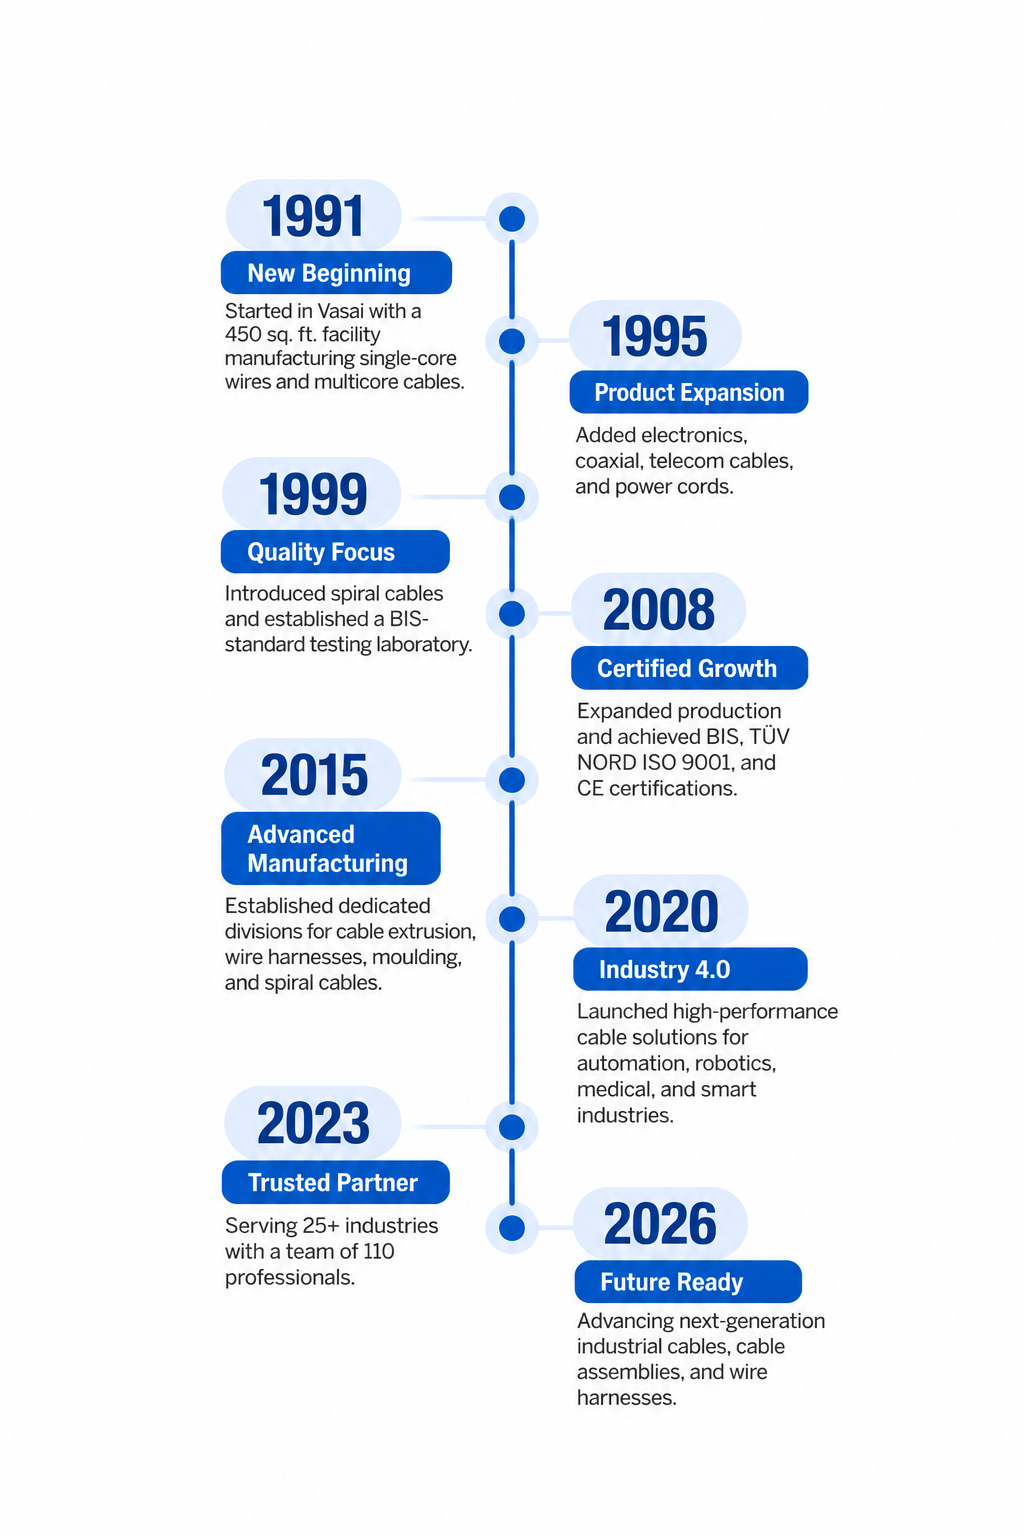 1991
New Beginning
Started in Vasai with a
450 sq. ft. facility
manufacturing single-core
wires and multicore cables.
1995
Product Expansion
Added electronics,
coaxial, telecom cables,
and power cords.
1999
Quality Focus
Introduced spiral cables
and established a BIS-
standard testing laboratory.
2008
Certified Growth
Expanded production
and achieved BIS, TÜV
NORD ISO 9001, and
CE certifications.
2015
Advanced
Manufacturing
Established dedicated
divisions for cable extrusion,
wire harnesses, moulding,
and spiral cables.
2020
Industry 4.0
Launched high-performance
cable solutions for
automation, robotics,
medical, and smart
industries.
2023
Trusted Partner
Serving 25+ industries
with a team of 110
professionals.
2026
Future Ready
Advancing next-generation
industrial cables, cable
assemblies, and wire
harnesses.